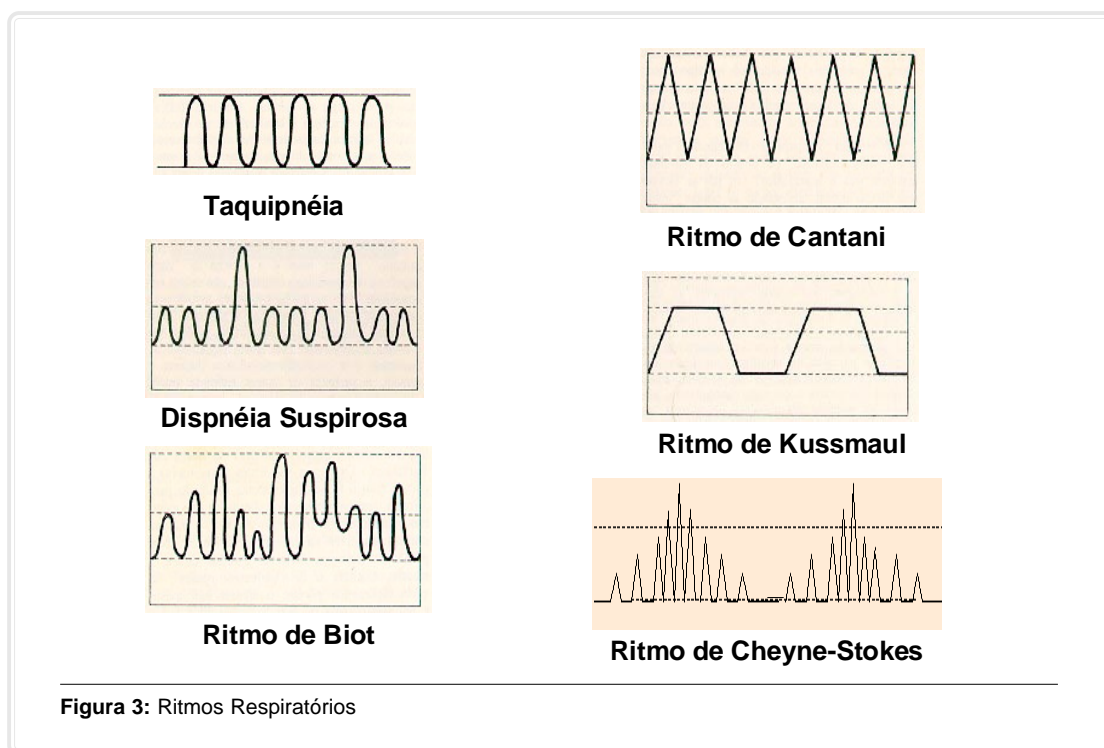 Taquipnéia
Ritmo de Cantani
Dispnéia Suspirosa
Ritmo de Kussmaul
Ritmo de Biot
Ritmo de Cheyne-Stokes
Figura 3: Ritmos Respiratórios